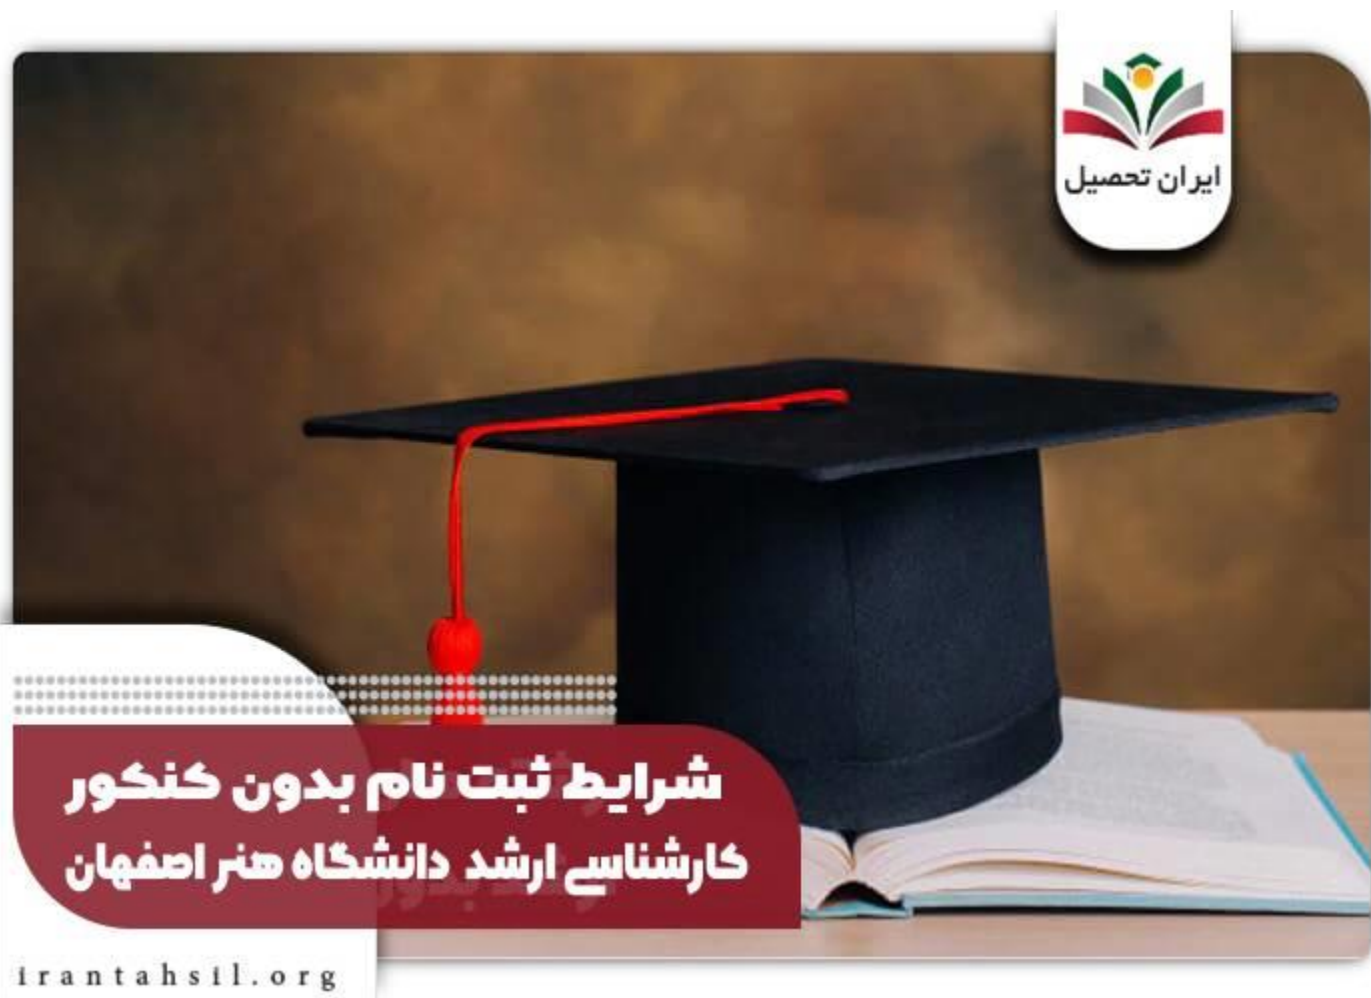 ایران تحصیل
شرایط ثبت نام بدون کنکور
کارشناسی ارشد دانشگاه هنر اصفهان
irantahsil.org